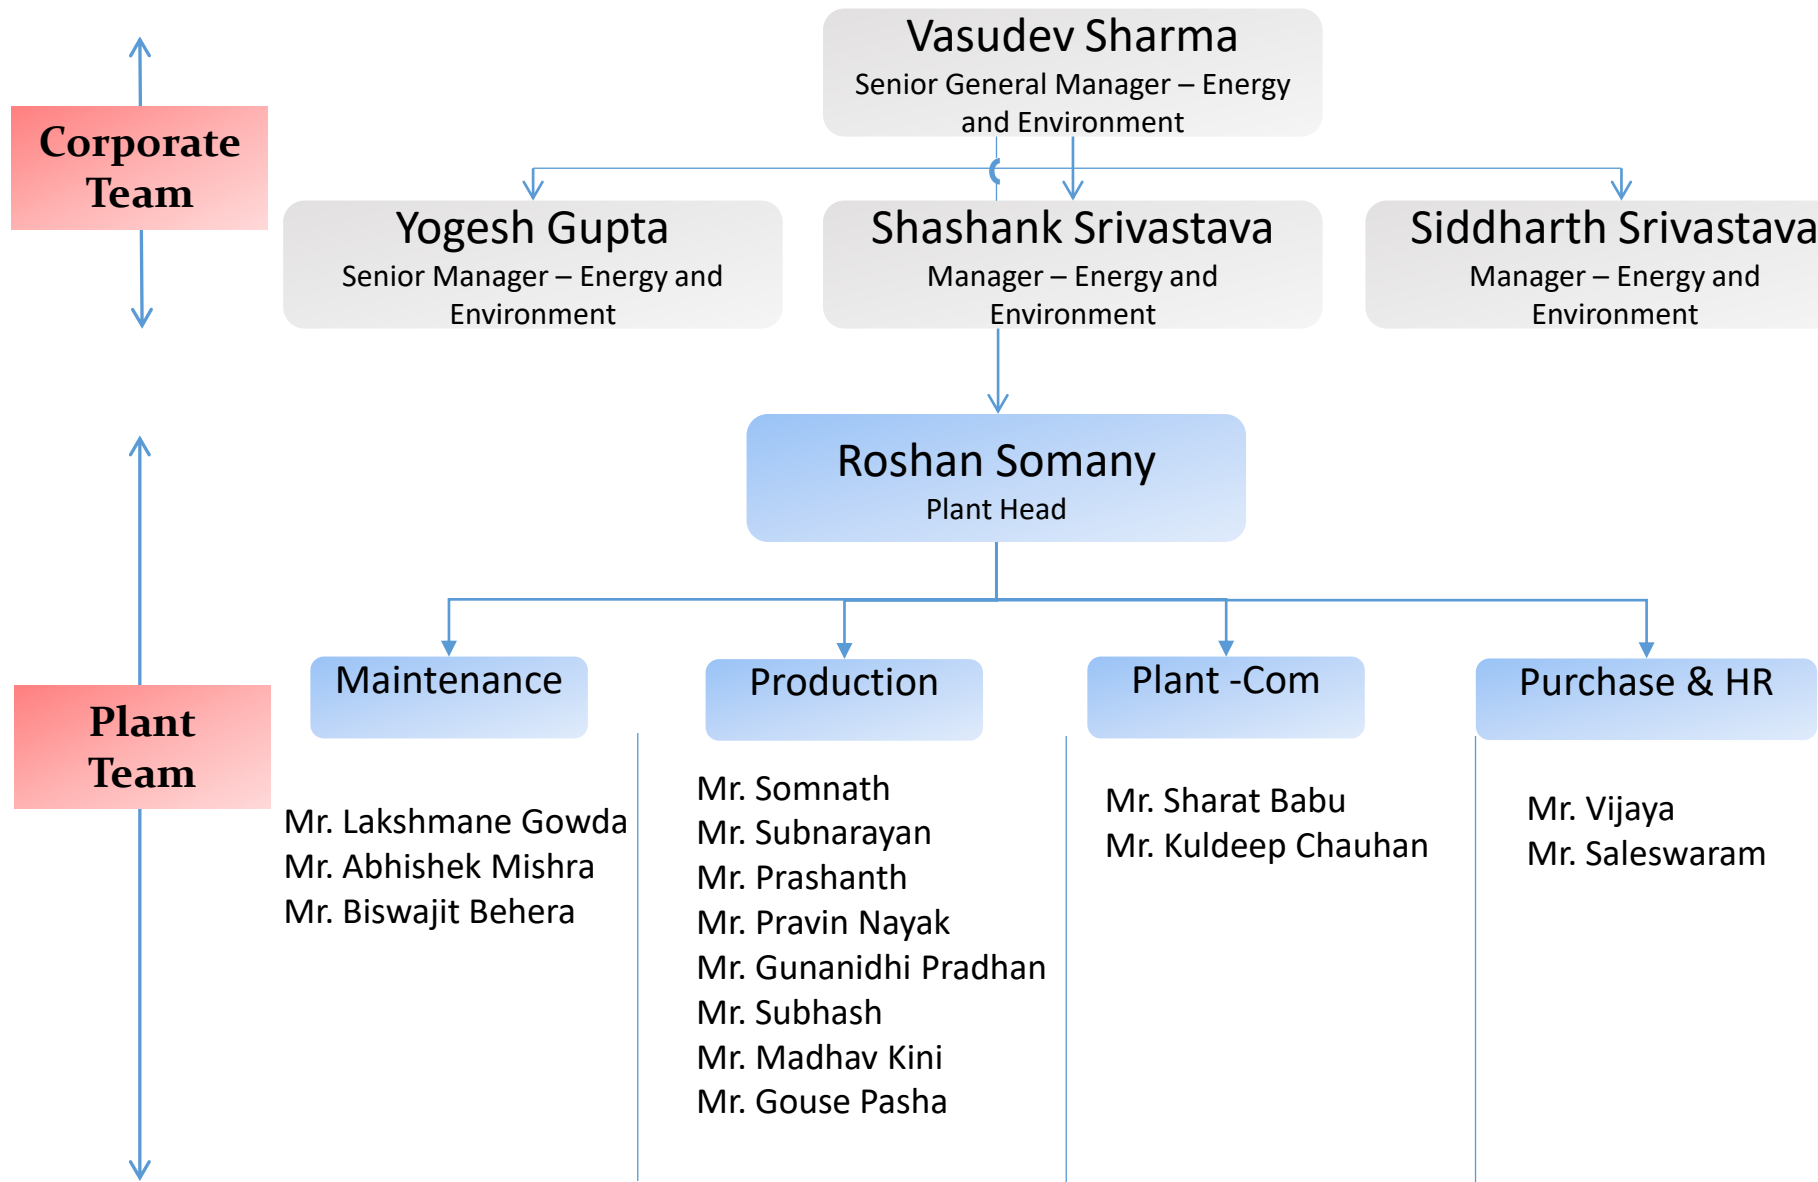 Vasudev Sharma
Senior General Manager – Energy
and Environment
Corporate
Team
Yogesh Gupta
Senior Manager – Energy and
Environment
Shashank Srivastava
Manager – Energy and
Environment
Siddharth Srivastava
Manager – Energy and
Environment
Roshan Somany
Plant Head
Plant
Team
Maintenance
Mr. Lakshmane Gowda
Mr. Abhishek Mishra
Mr. Biswajit Behera
Production
Mr. Somnath
Mr. Subnarayan
Mr. Prashanth
Mr. Pravin Nayak
Mr. Gunanidhi Pradhan
Mr. Subhash
Mr. Madhav Kini
Mr. Gouse Pasha
Plant -Com
Mr. Sharat Babu
Mr. Kuldeep Chauhan
Purchase & HR
Mr. Vijaya
Mr. Saleswaram